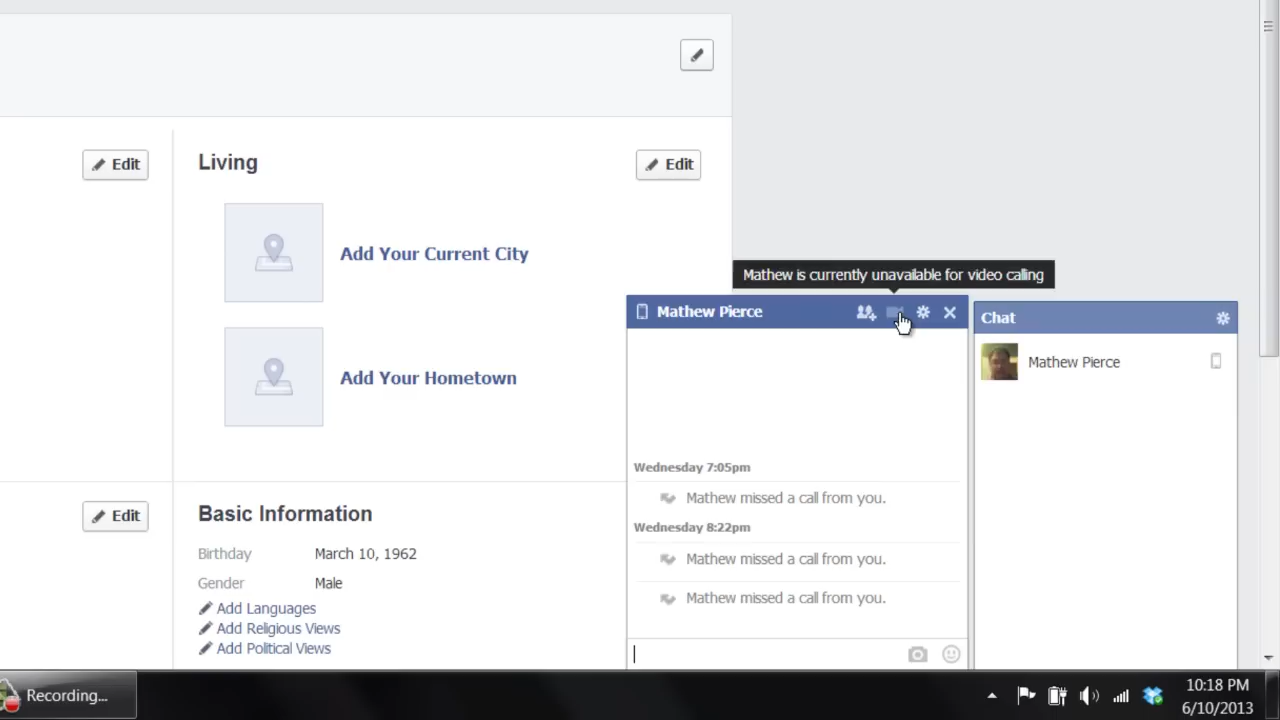 Edit
Living
Edit
Add Your Current City
Add Your Hometown
Edit
Basic Information
Birthday March 10, 1962
Gender Male
Add Languages
Add Religious Views
Add Political Views
Mathew is currently unavailable for video calling
Mathew Pierce
Wednesday 7:05pm
Mathew missed a call from you.
Wednesday 8:22pm
Mathew missed a call from you.
Mathew missed a call from you.
Chat
Mathew Pierce
Recording...
10:18 PM
6/10/2013